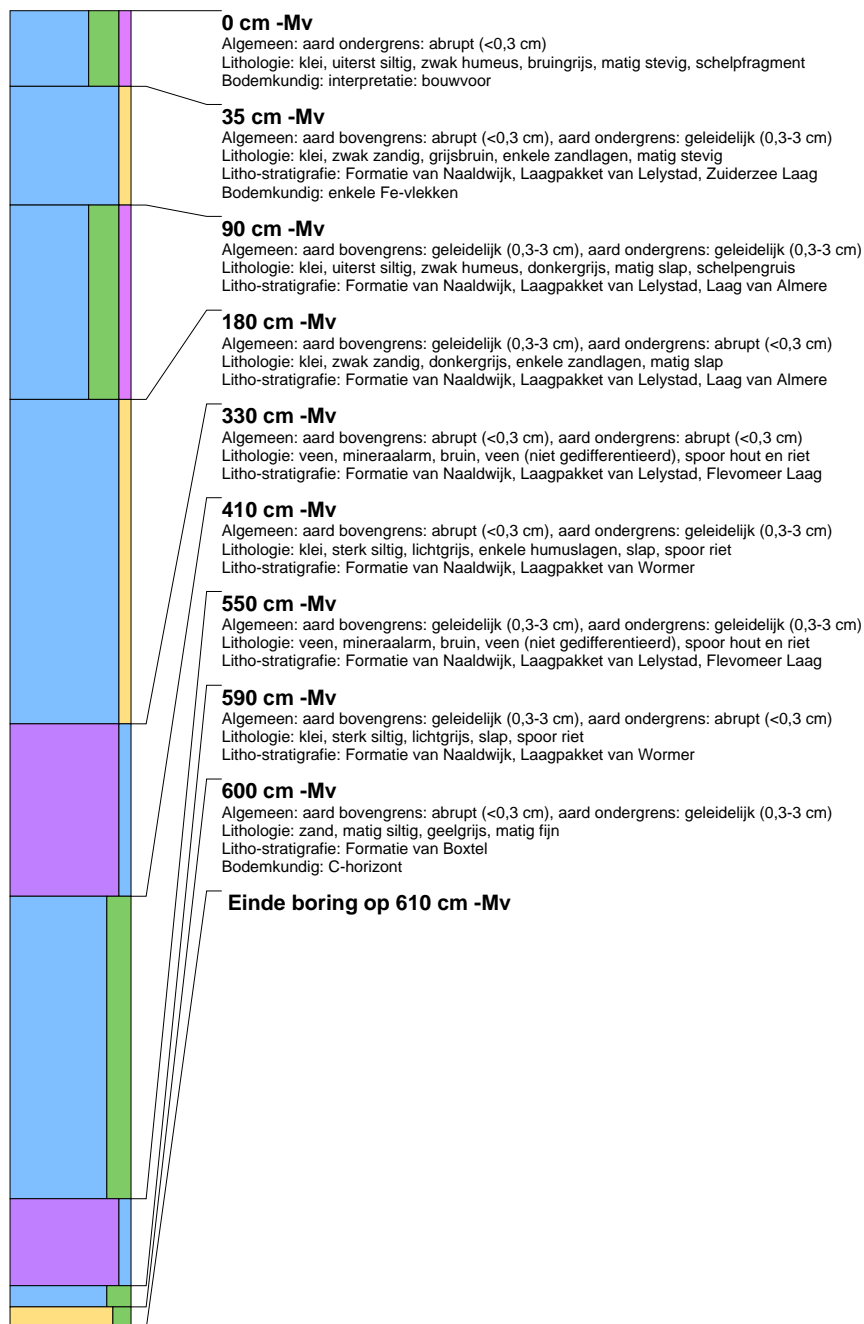 0 cm -Mv
Algemeen: aard ondergrens: abrupt (<0,3 cm)
Lithologie: klei, uiterst siltig, zwak humeus, bruingrijs, matig stevig, schelpfragment
Bodemkundig: interpretatie: bouwvoor
35 cm -Mv
Algemeen: aard bovengrens: abrupt (<0,3 cm), aard ondergrens: geleidelijk (0,3-3 cm)
Lithologie: klei, zwak zandig, grijsbruin, enkele zandlagen, matig stevig
Litho-stratigrafie: Formatie van Naaldwijk, Laagpakket van Lelystad, Zuiderzee Laag
Bodemkundig: enkele Fe-vlekken
90 cm -Mv
Algemeen: aard bovengrens: geleidelijk (0,3-3 cm), aard ondergrens: geleidelijk (0,3-3 cm)
Lithologie: klei, uiterst siltig, zwak humeus, donkergrijs, matig slap, schelpengruis
Litho-stratigrafie: Formatie van Naaldwijk, Laagpakket van Lelystad, Laag van Almere
180 cm -Mv
Algemeen: aard bovengrens: geleidelijk (0,3-3 cm), aard ondergrens: abrupt (<0,3 cm)
Lithologie: klei, zwak zandig, donkergrijs, enkele zandlagen, matig slap
Litho-stratigrafie: Formatie van Naaldwijk, Laagpakket van Lelystad, Laag van Almere
330 cm -Mv
Algemeen: aard bovengrens: abrupt (<0,3 cm), aard ondergrens: abrupt (<0,3 cm)
Lithologie: veen, mineraalarm, bruin, veen (niet gedifferentieerd), spoor hout en riet
Litho-stratigrafie: Formatie van Naaldwijk, Laagpakket van Lelystad, Flevomeer Laag
410 cm -Mv
Algemeen: aard bovengrens: abrupt (<0,3 cm), aard ondergrens: geleidelijk (0,3-3 cm)
Lithologie: klei, sterk siltig, lichtgrijs, enkele humuslagen, slap, spoor riet
Litho-stratigrafie: Formatie van Naaldwijk, Laagpakket van Wormer
550 cm -Mv
Algemeen: aard bovengrens: geleidelijk (0,3-3 cm), aard ondergrens: geleidelijk (0,3-3 cm)
Lithologie: veen, mineraalarm, bruin, veen (niet gedifferentieerd), spoor hout en riet
Litho-stratigrafie: Formatie van Naaldwijk, Laagpakket van Lelystad, Flevomeer Laag
590 cm -Mv
Algemeen: aard bovengrens: geleidelijk (0,3-3 cm), aard ondergrens: abrupt (<0,3 cm)
Lithologie: klei, sterk siltig, lichtgrijs, slap, spoor riet
Litho-stratigrafie: Formatie van Naaldwijk, Laagpakket van Wormer
600 cm -Mv
Algemeen: aard bovengrens: abrupt (<0,3 cm), aard ondergrens: geleidelijk (0,3-3 cm)
Lithologie: zand, matig siltig, geelgrijs, matig fijn
Litho-stratigrafie: Formatie van Boxtel
Bodemkundig: C-horizont
Einde boring op 610 cm -Mv